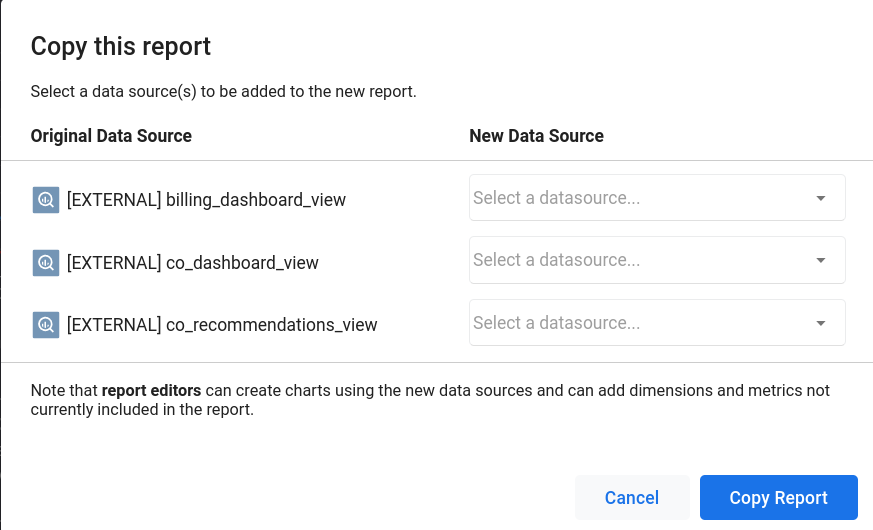 Copy this report
Select a data source(s) to be added to the new report.
Original Data Source New Data Source
[EXTERNAL] billing_dashboard_view Select a datasource...
[EXTERNAL] co_dashboard_view Select a datasource...
[EXTERNAL] co_recommendations_view Select a datasource...
Note that report editors can create charts using the new data sources and can add dimensions and metrics not
currently included in the report.
Cancel Copy Report